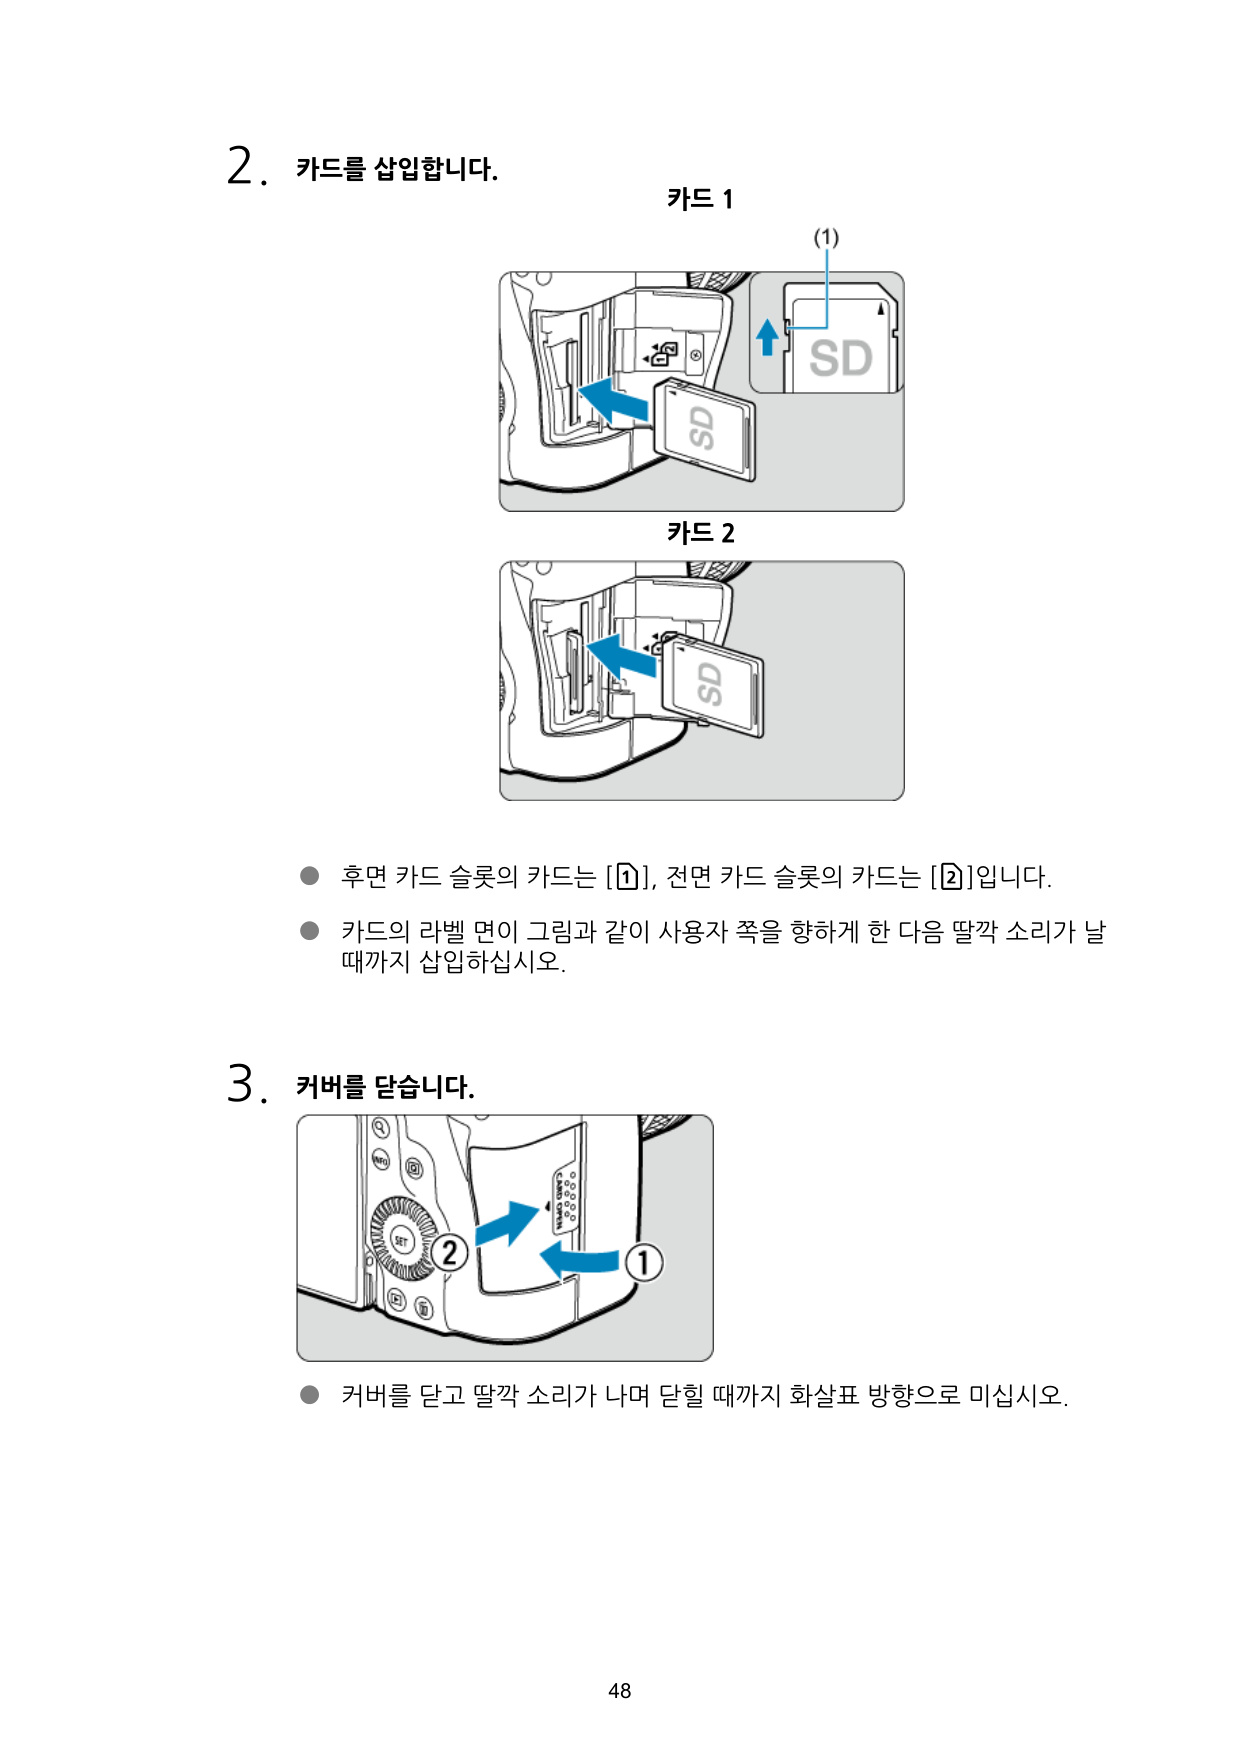 2. 카드를 삽입합니다.
카드 1
(1)
SD
1 2
SD
카드 2
SD
● 후면 카드 슬롯의 카드는 [1], 전면 카드 슬롯의 카드는 [2]입니다.
● 카드의 라벨 면이 그림과 같이 사용자 쪽을 향하게 한 다음 딸깍 소리가 날
때까지 삽입하십시오.
3. 커버를 닫습니다.
INFO
CARD OPEN
SET
② ①
● 커버를 닫고 딸깍 소리가 나며 닫힐 때까지 화살표 방향으로 미십시오.
48